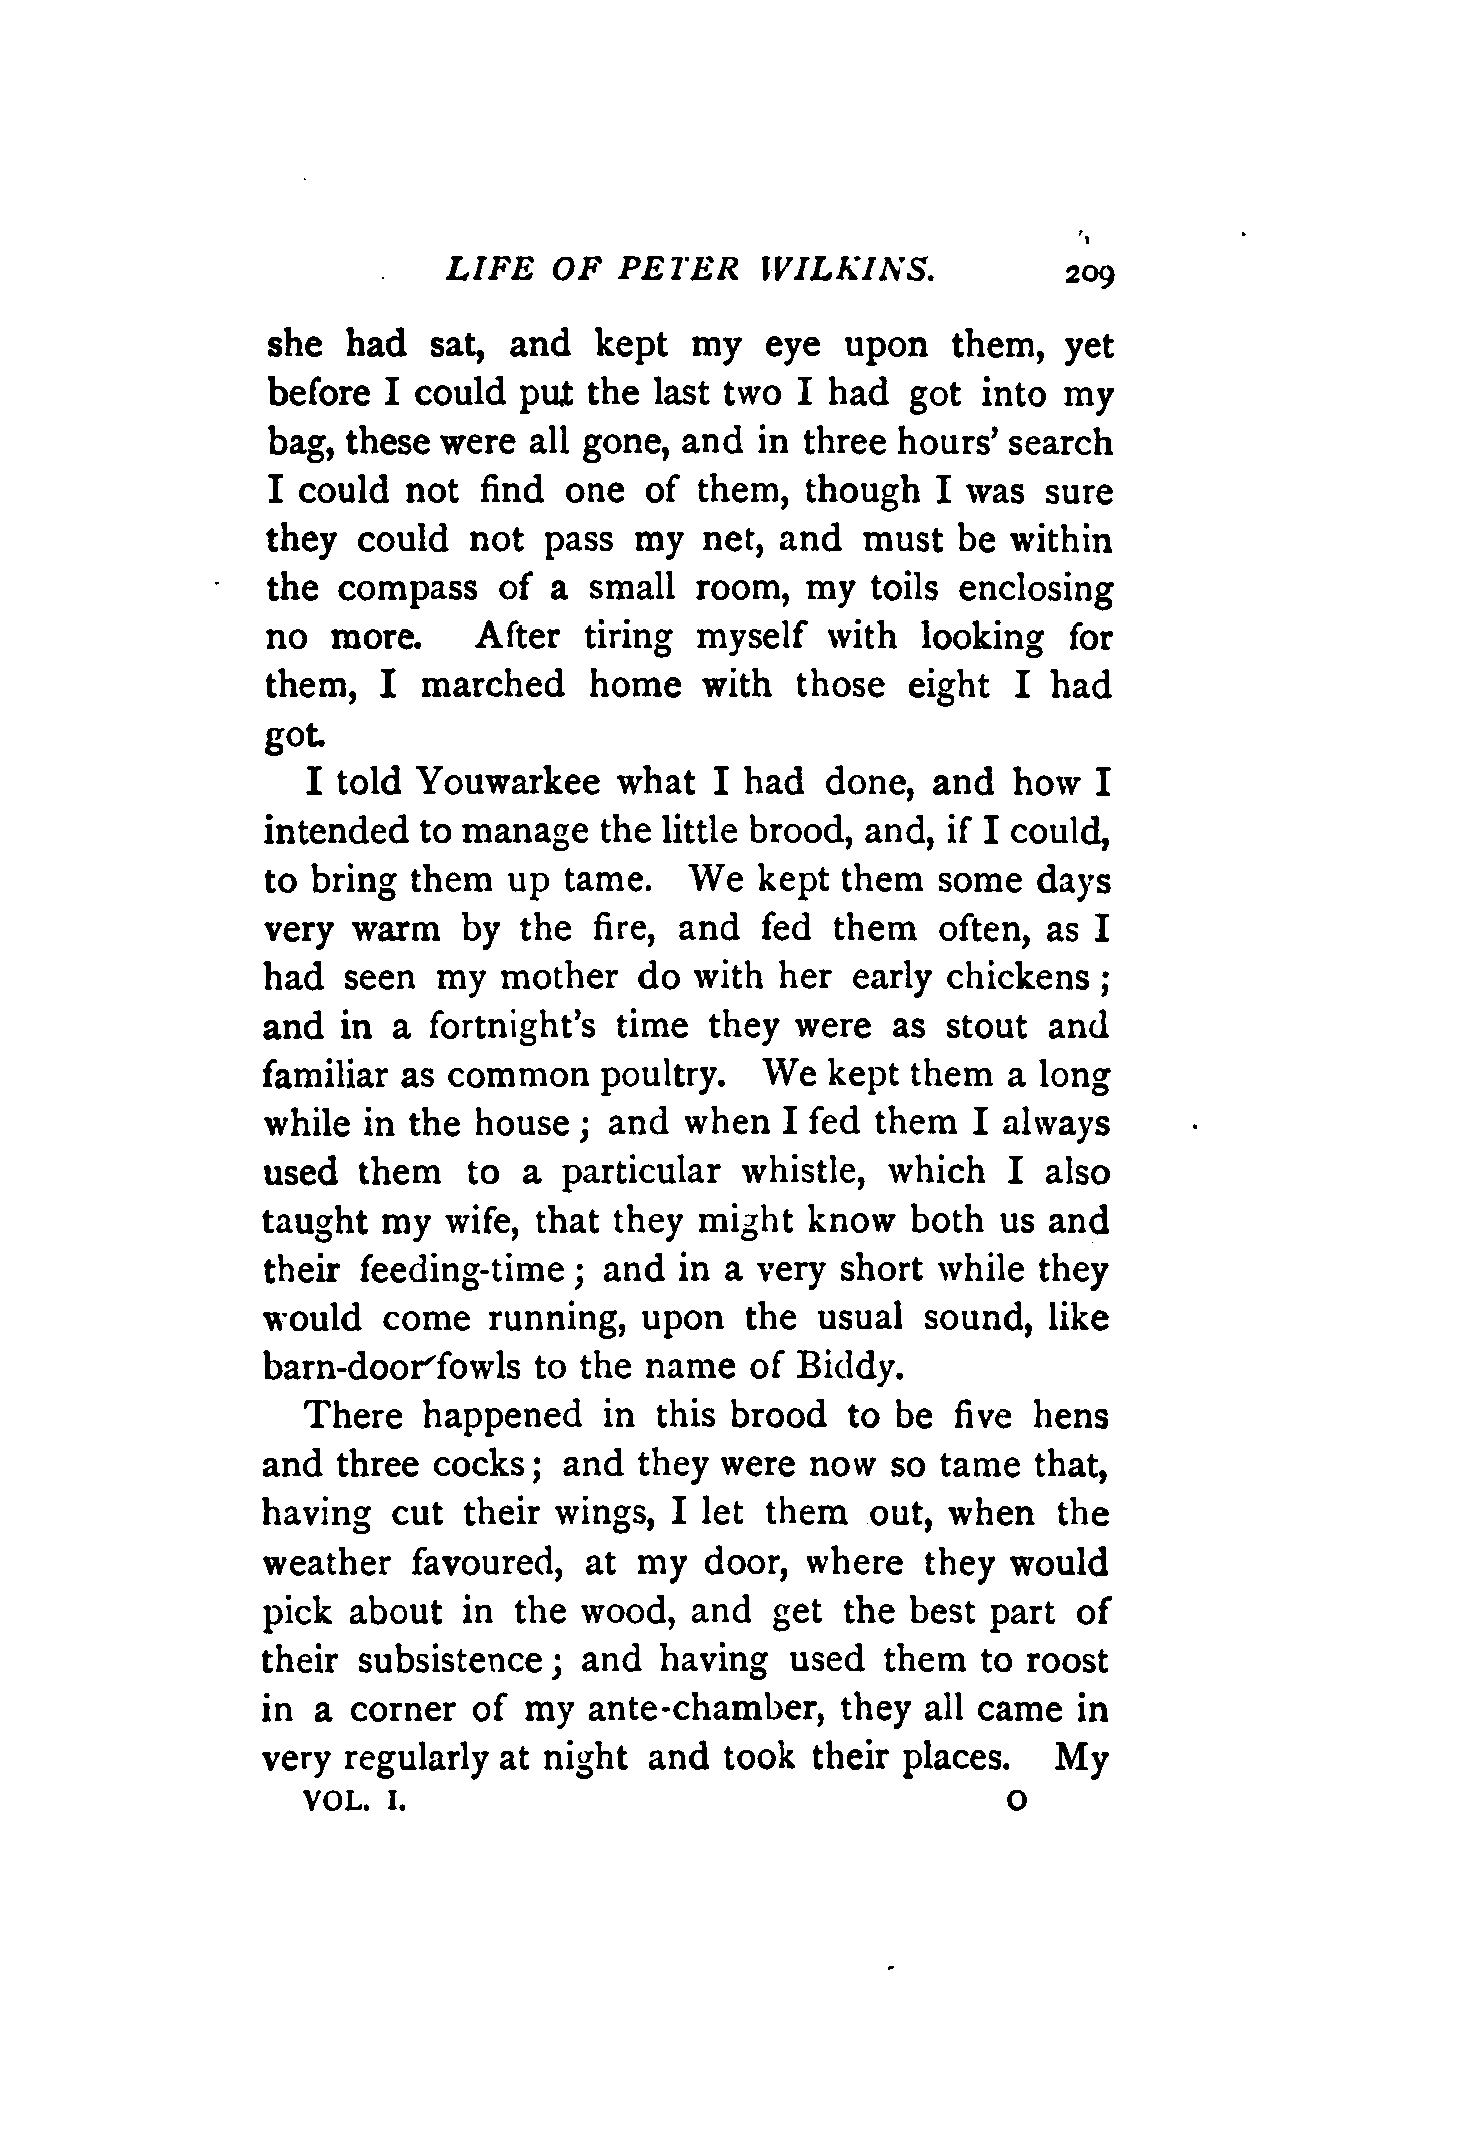 LIFE OF PETER WILKINS. 209
she had sat, and kept my eye upon them, yet
before I could put the last two I had got into my
bag, these were all gone, and in three hours' search
I could not find one of them, though I was sure
they could not pass my net, and must be within
the compass of a small room, my toils enclosing
no more. After tiring myself with looking for
them, I marched home with those eight I had
got.
I told Youwarkee what I had done, and how I
intended to manage the little brood, and, if I could,
to bring them up tame. We kept them some days
very warm by the fire, and fed them often, as I
had seen my mother do with her early chickens ;
and in a fortnight's time they were as stout and
familiar as common poultry. We kept them a long
while in the house ; and when I fed them I always
used them to a particular whistle, which I also
taught my wife, that they might know both us and
their feeding-time ; and in a very short while they
would come running, upon the usual sound, like
barn-door fowls to the name of Biddy.
There happened in this brood to be five hens
and three cocks ; and they were now so tame that,
having cut their wings, I let them out, when the
weather favoured, at my door, where they would
pick about in the wood, and get the best part of
their subsistence ; and having used them to roost
in a corner of my ante-chamber, they all came in
very regularly at night and took their places. My
VOL. I. O